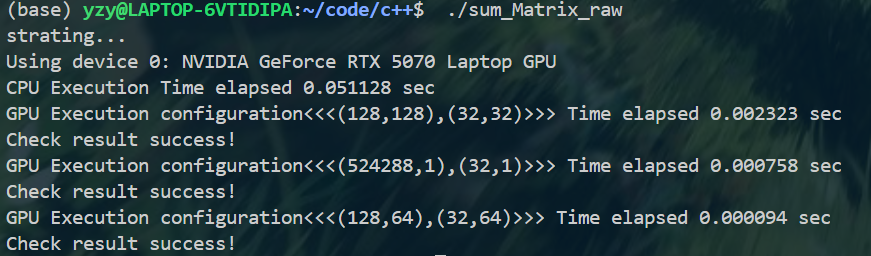 (base) yzy@LAPTOP-6VTIDIPA:~/code/c++$  ./sum_Matrix_raw
strating...
Using device 0: NVIDIA GeForce RTX 5070 Laptop GPU
CPU Execution Time elapsed 0.051128 sec
GPU Execution configuration<<<(128,128),(32,32)>>> Time elapsed 0.002323 sec
Check result success!
GPU Execution configuration<<<(524288,1),(32,1)>>> Time elapsed 0.000758 sec
Check result success!
GPU Execution configuration<<<(128,64),(32,64)>>> Time elapsed 0.000094 sec
Check result success!